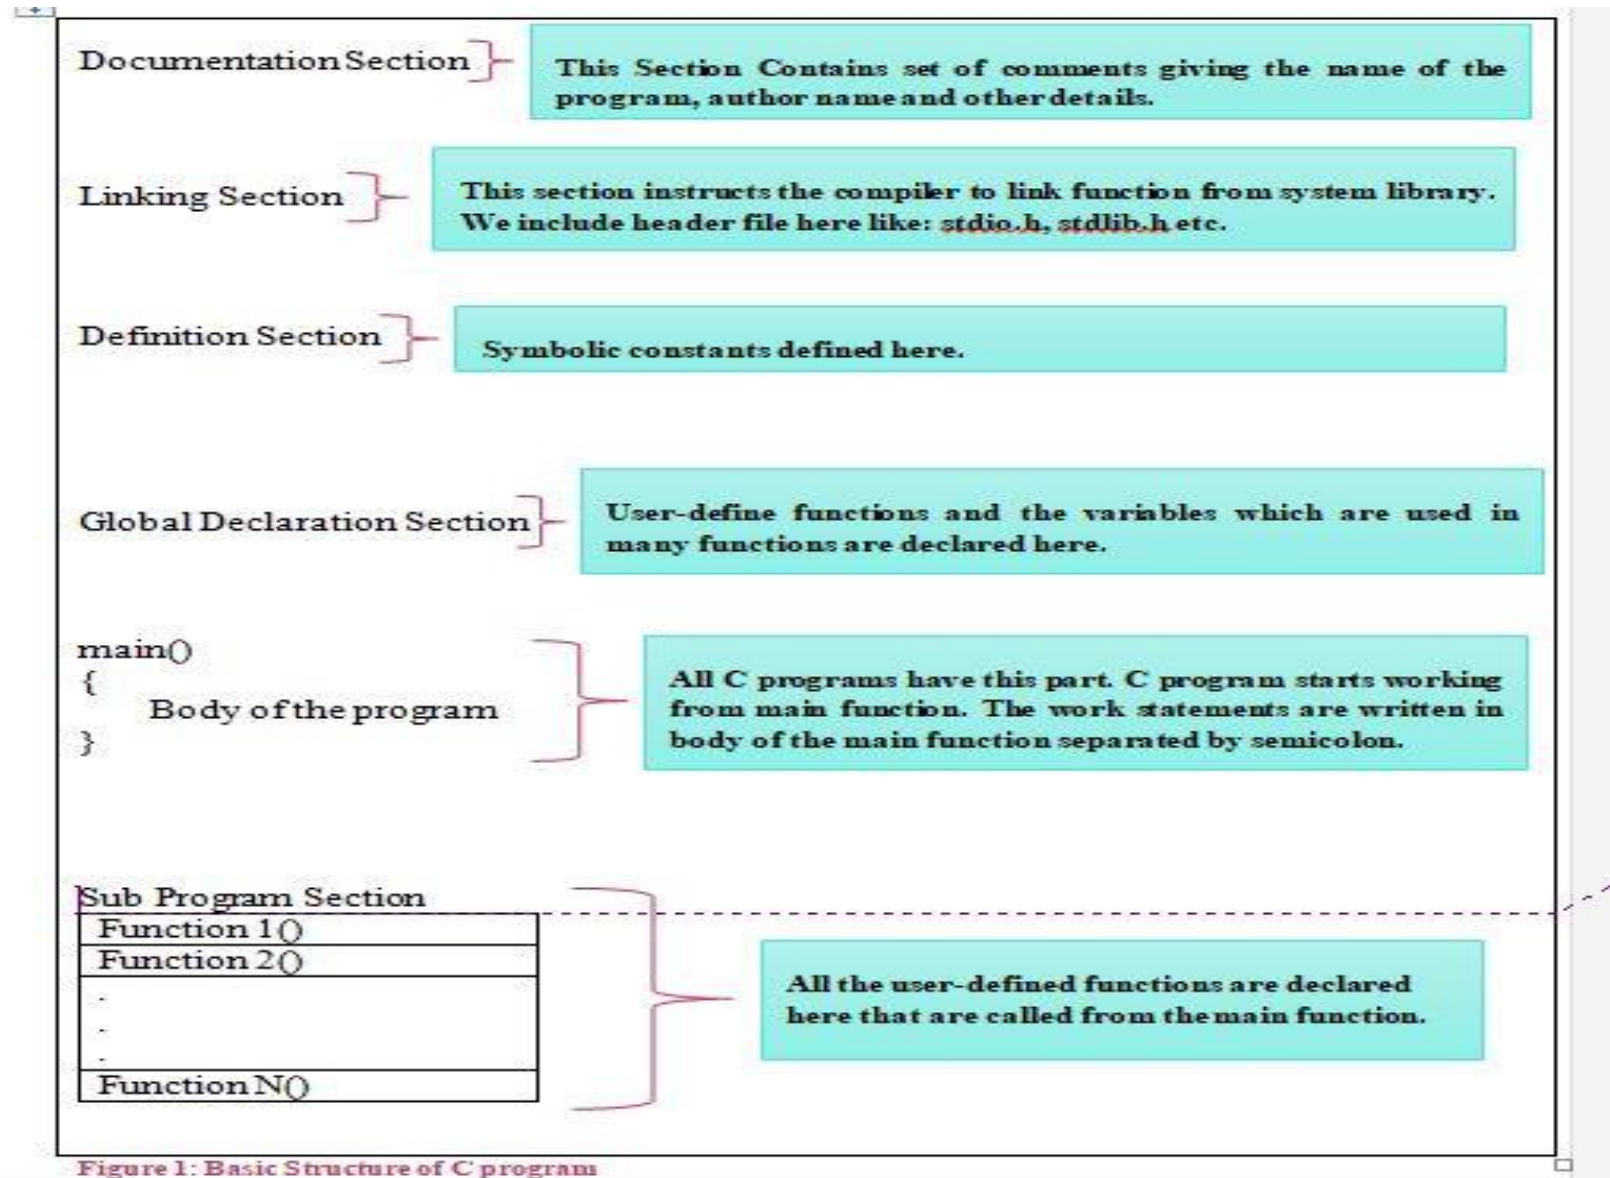 Documentation Section
This Section Contains set of comments giving the name of the
program, author name and other details.
Linking Section
This section instructs the compiler to link function from system library.
We include header file here like: stdio.h, stdlib.h etc.
Definition Section
Symbolic constants defined here.
Global Declaration Section
User-define functions and the variables which are used in
many functions are declared here.
main()
{
Body of the program
}
All C programs have this part. C program starts working
from main function. The work statements are written in
body of the main function separated by semicolon.
Sub Program Section
Function 1()
Function 2()
.
.
.
Function N()
All the user-defined functions are declared
here that are called from the main function.
Figure 1: Basic Structure of C program